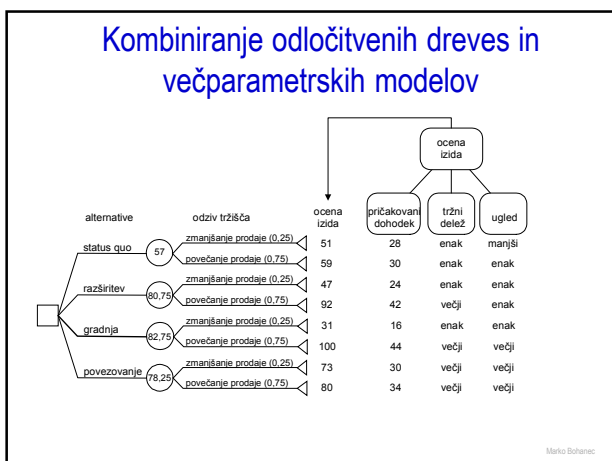 Kombiniranje odločitvenih dreves in
večparametrskih modelov
ocena
izida
alternative
odziv tržišča
ocena
izida
pričakovani
dohodek
tržni
delež
ugled
status quo
57
zmanjšanje prodaje (0,25)
51
28
enak
manjši
povečanje prodaje (0,75)
59
30
enak
enak
razširitev
80,75
zmanjšanje prodaje (0,25)
47
24
enak
enak
povečanje prodaje (0,75)
92
42
večji
enak
gradnja
82,75
zmanjšanje prodaje (0,25)
31
16
enak
enak
povečanje prodaje (0,75)
100
44
večji
večji
povezovanje
78,25
zmanjšanje prodaje (0,25)
73
30
večji
večji
povečanje prodaje (0,75)
80
34
večji
večji
Marko Bohanec